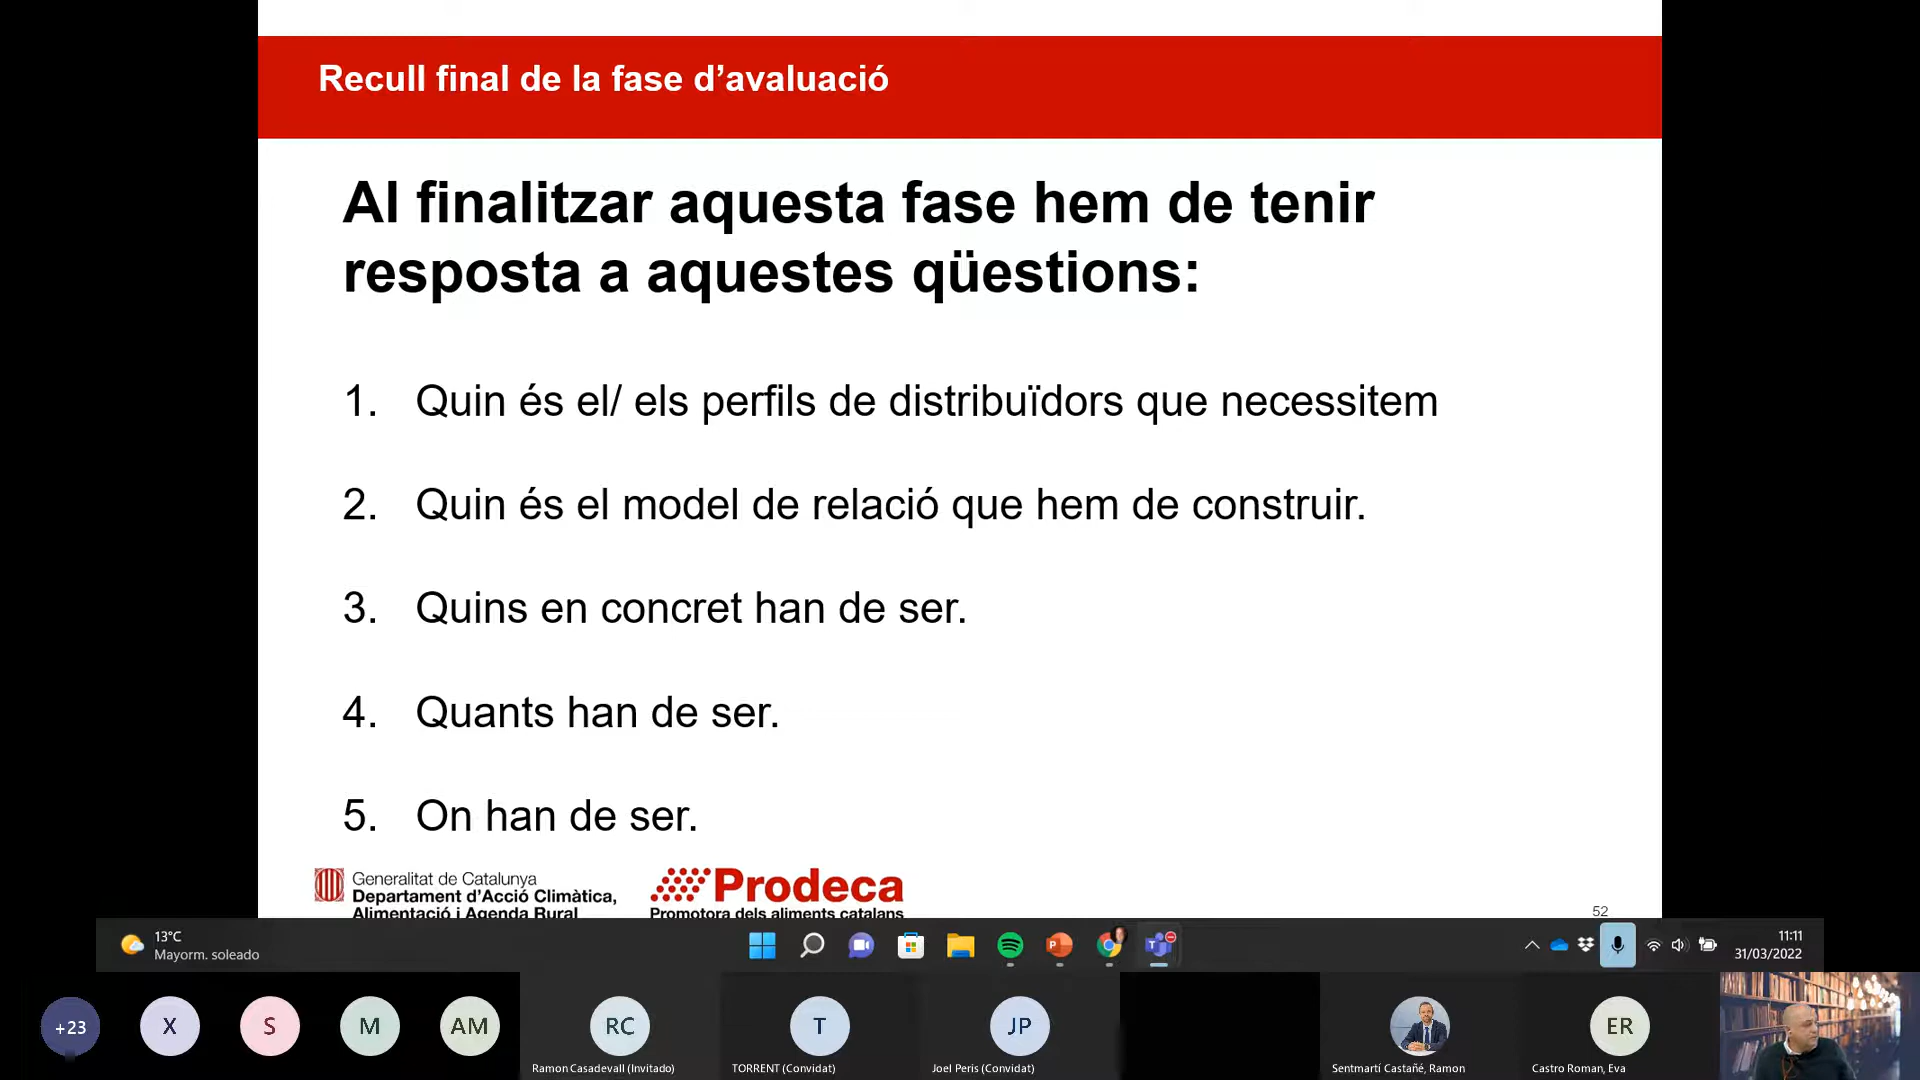 Recull final de la fase d’avaluació
Al finalitzar aquesta fase hem de tenir
resposta a aquestes qüestions:
1. Quin és el/ els perfils de distribuïdors que necessitem
2. Quin és el model de relació que hem de construir.
3. Quins en concret han de ser.
4. Quants han de ser.
5. On han de ser.
Generalitat de Catalunya
Departament d’Acció Climàtica,
Alimentació i Agenda Rural
Prodeca
Promotora dels aliments catalans
52
13°C
Mayorm. soleado
11:11
31/03/2022
+23
X
S
M
AM
RC
T
JP
ER
Ramon Casadevall (Invitado)
TORRENT (Convidat)
Joel Peris (Convidat)
Sentmartí Castañé, Ramon
Castro Roman, Eva